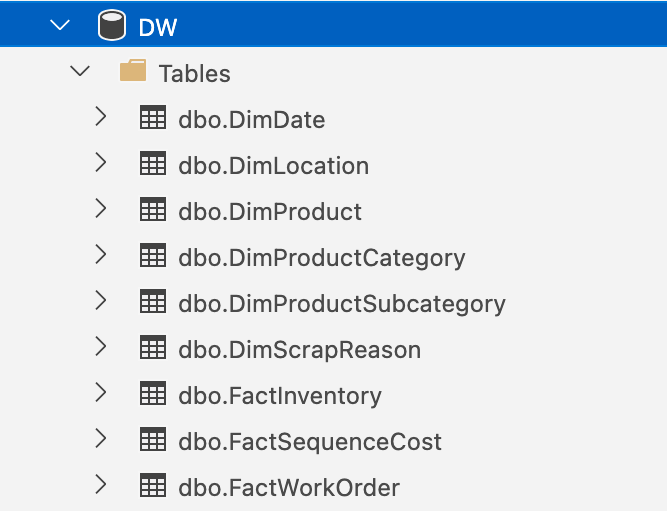 DW
Tables
dbo.DimDate
dbo.DimLocation
dbo.DimProduct
dbo.DimProductCategory
dbo.DimProductSubcategory
dbo.DimScrapReason
dbo.FactInventory
dbo.FactSequenceCost
dbo.FactWorkOrder